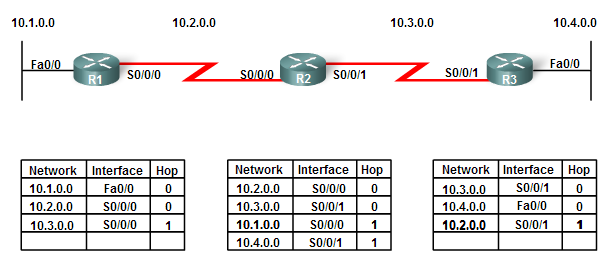 10.1.0.0 10.2.0.0 10.3.0.0 10.4.0.0
Fa0/0 R1 S0/0/0 S0/0/0 R2 S0/0/1 S0/0/1 R3 Fa0/0
Network Interface Hop
10.1.0.0 Fa0/0 0
10.2.0.0 S0/0/0 0
10.3.0.0 S0/0/0 1
Network Interface Hop
10.2.0.0 S0/0/0 0
10.3.0.0 S0/0/1 0
10.1.0.0 S0/0/0 1
10.4.0.0 S0/0/1 1
Network Interface Hop
10.3.0.0 S0/0/1 0
10.4.0.0 Fa0/0 0
10.2.0.0 S0/0/1 1